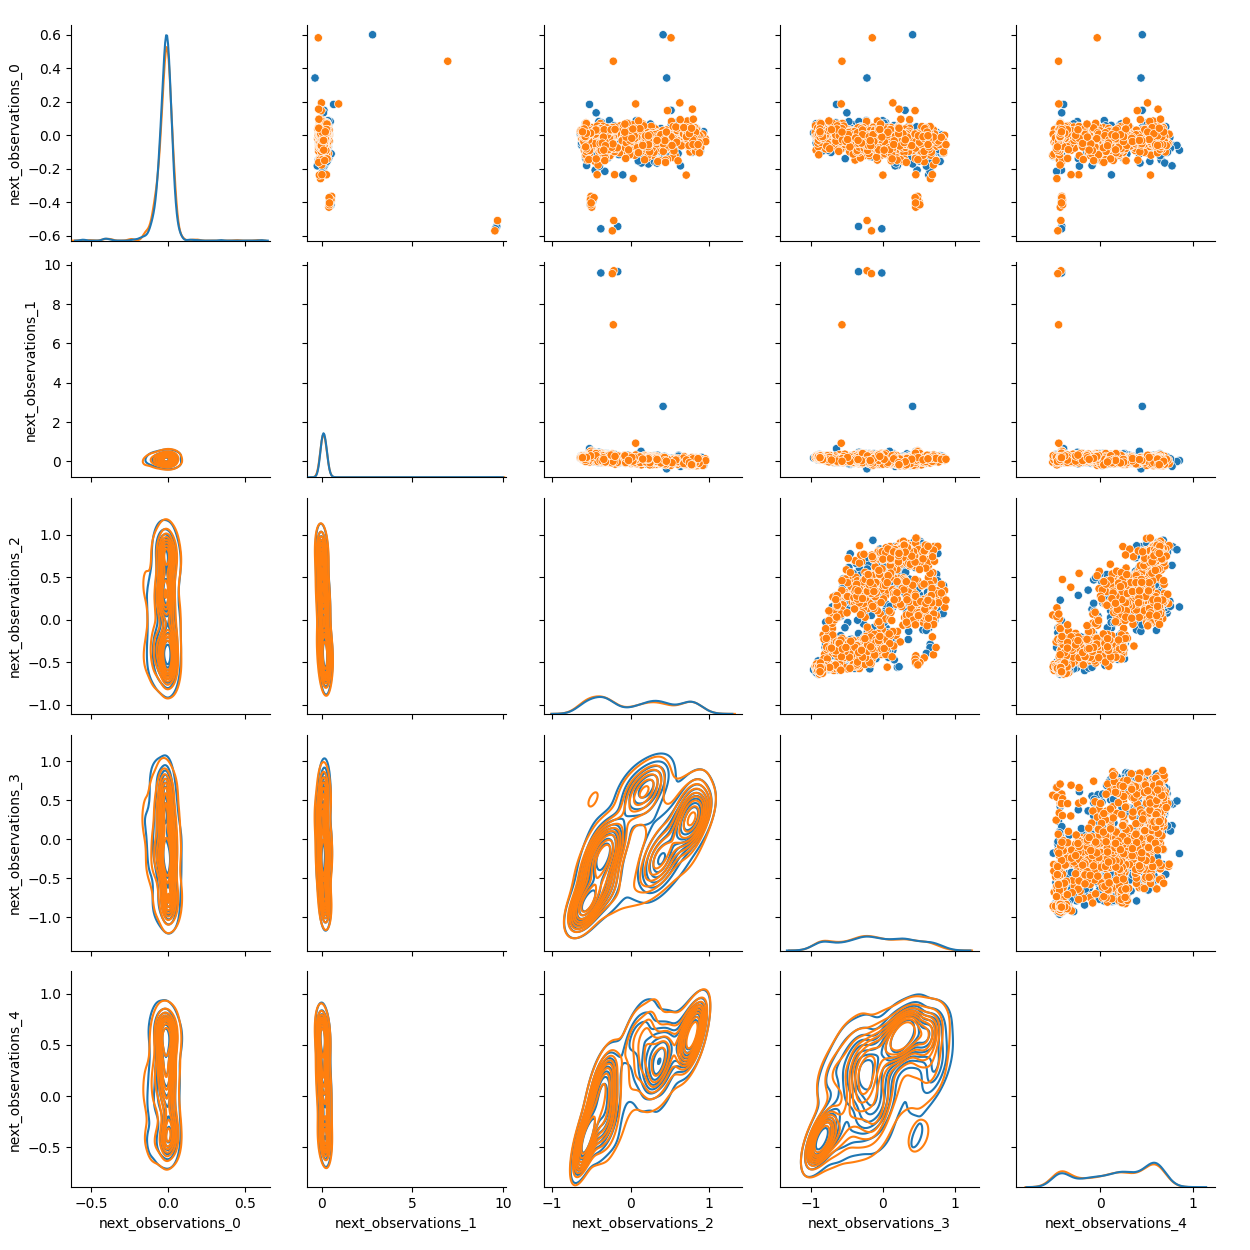 0.6
0.4
0.2
0.0
−0.2
−0.4
−0.6
next_observations_0
10
8
6
4
2
0
next_observations_1
1.0
0.5
0.0
−0.5
−1.0
next_observations_2
1.0
0.5
0.0
−0.5
−1.0
next_observations_3
1.0
0.5
0.0
−0.5
next_observations_4
−0.5 0.0 0.5
next_observations_0
0 5 10
next_observations_1
−1 0 1
next_observations_2
−1 0 1
next_observations_3
0 1
next_observations_4